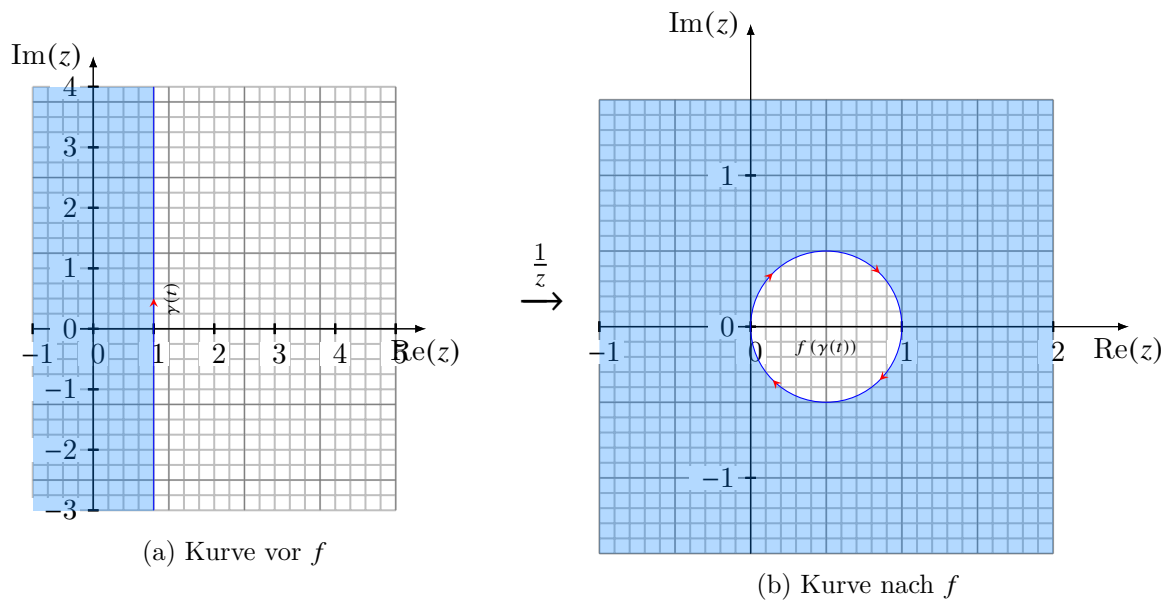 Im(z)
4
3
2
1
0
−1
−2
−3
−1 0 1 2 3 4 5
Re(z)
γ(t)
(a) Kurve vor f
1
z
→
Im(z)
1
0
−1
−1 0 1 2
Re(z)
f(γ(t))
(b) Kurve nach f